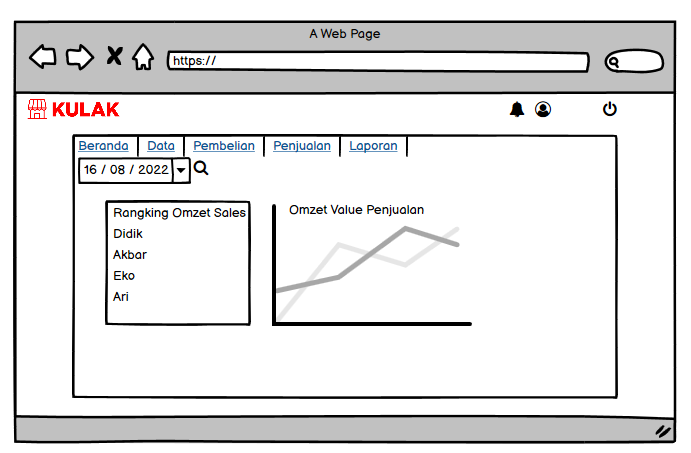 A Web Page
https://
KULAK
Beranda Data Pembelian Penjualan Laporan
16 / 08 / 2022
Rangking Omzet Sales
Didik
Akbar
Eko
Ari
Omzet Value Penjualan